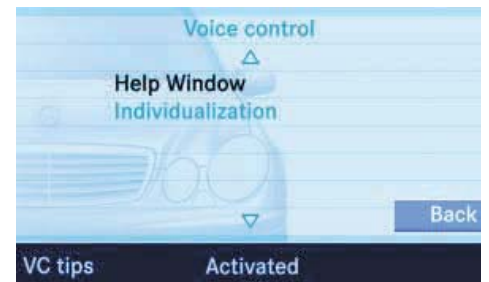 Voice control
Help Window
Individualization
Back
VC tips Activated